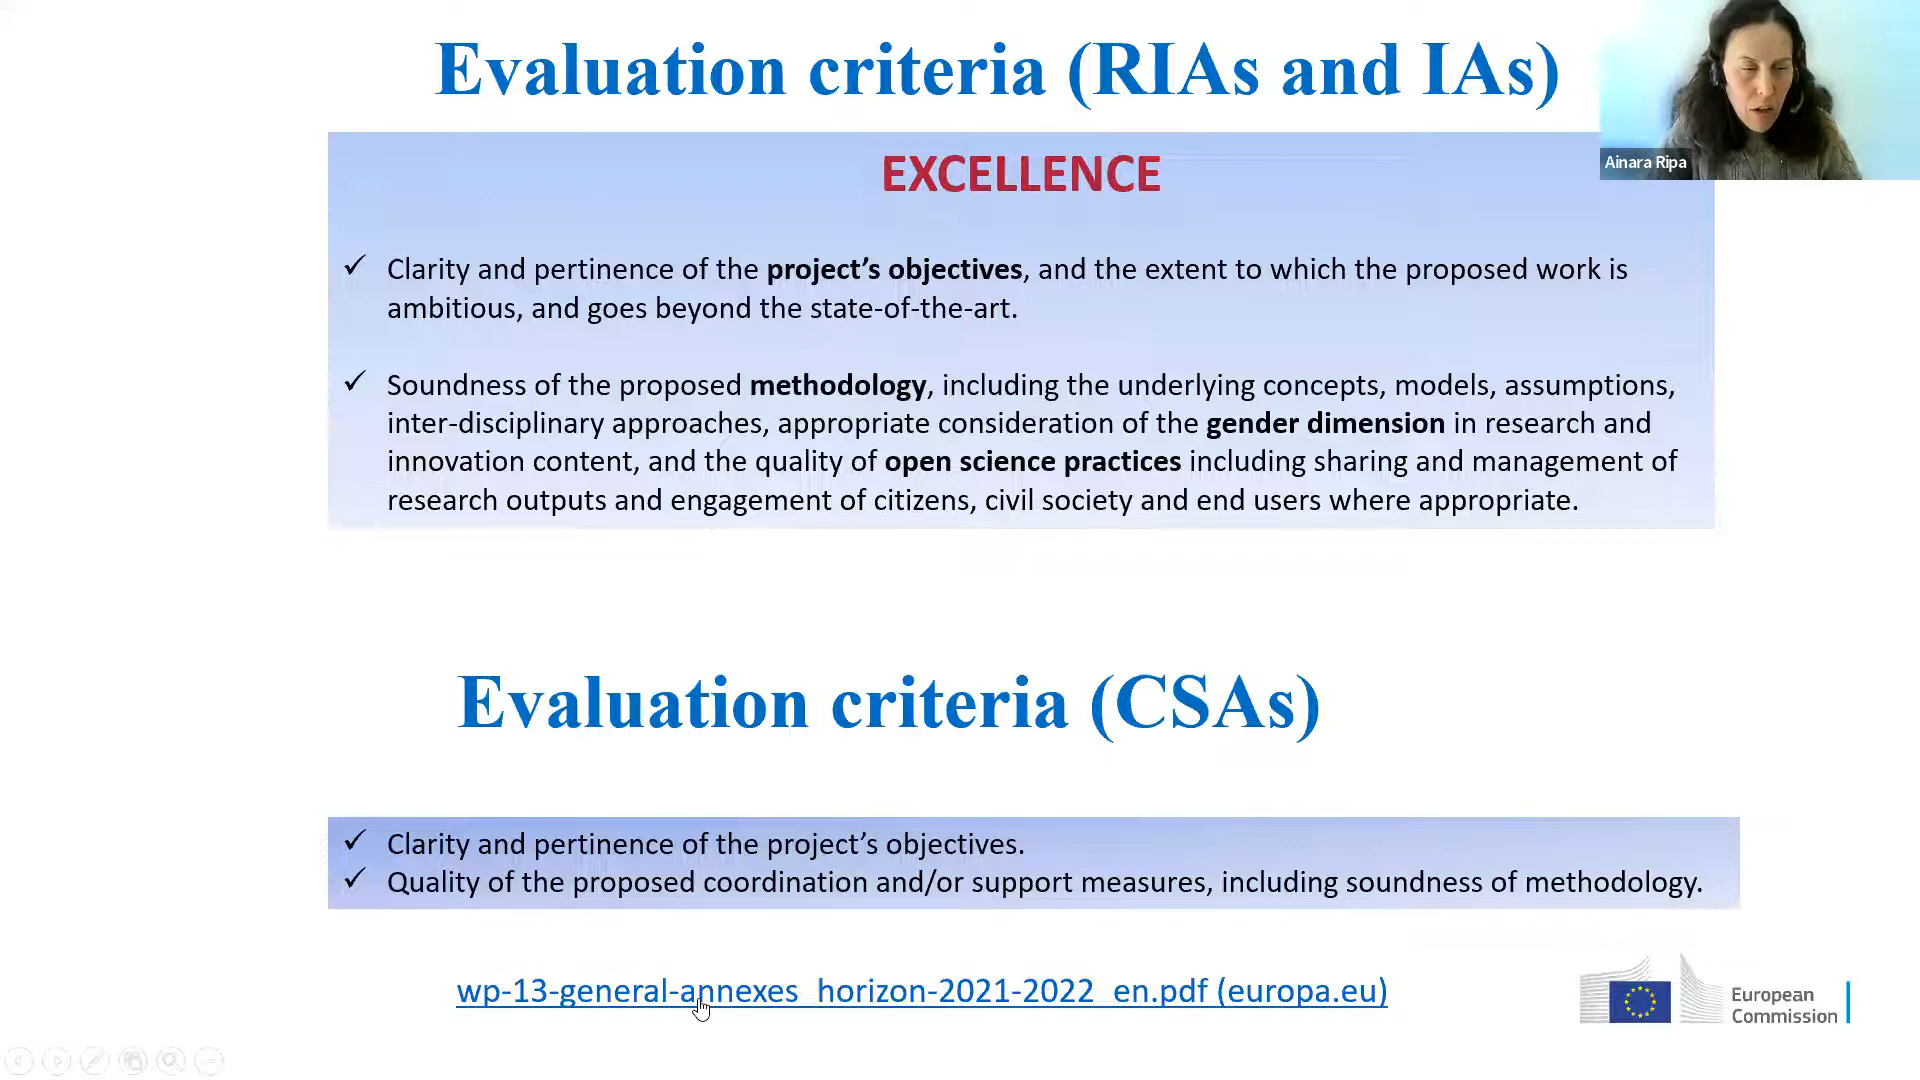 Evaluation criteria (RIAs and IAs)
Ainara Ripa
EXCELLENCE
✓ Clarity and pertinence of the project’s objectives, and the extent to which the proposed work is
ambitious, and goes beyond the state-of-the-art.
✓ Soundness of the proposed methodology, including the underlying concepts, models, assumptions,
inter-disciplinary approaches, appropriate consideration of the gender dimension in research and
innovation content, and the quality of open science practices including sharing and management of
research outputs and engagement of citizens, civil society and end users where appropriate.
Evaluation criteria (CSAs)
✓ Clarity and pertinence of the project’s objectives.
✓ Quality of the proposed coordination and/or support measures, including soundness of methodology.
wp-13-general-annexes_horizon-2021-2022_en.pdf (europa.eu)
European
Commission